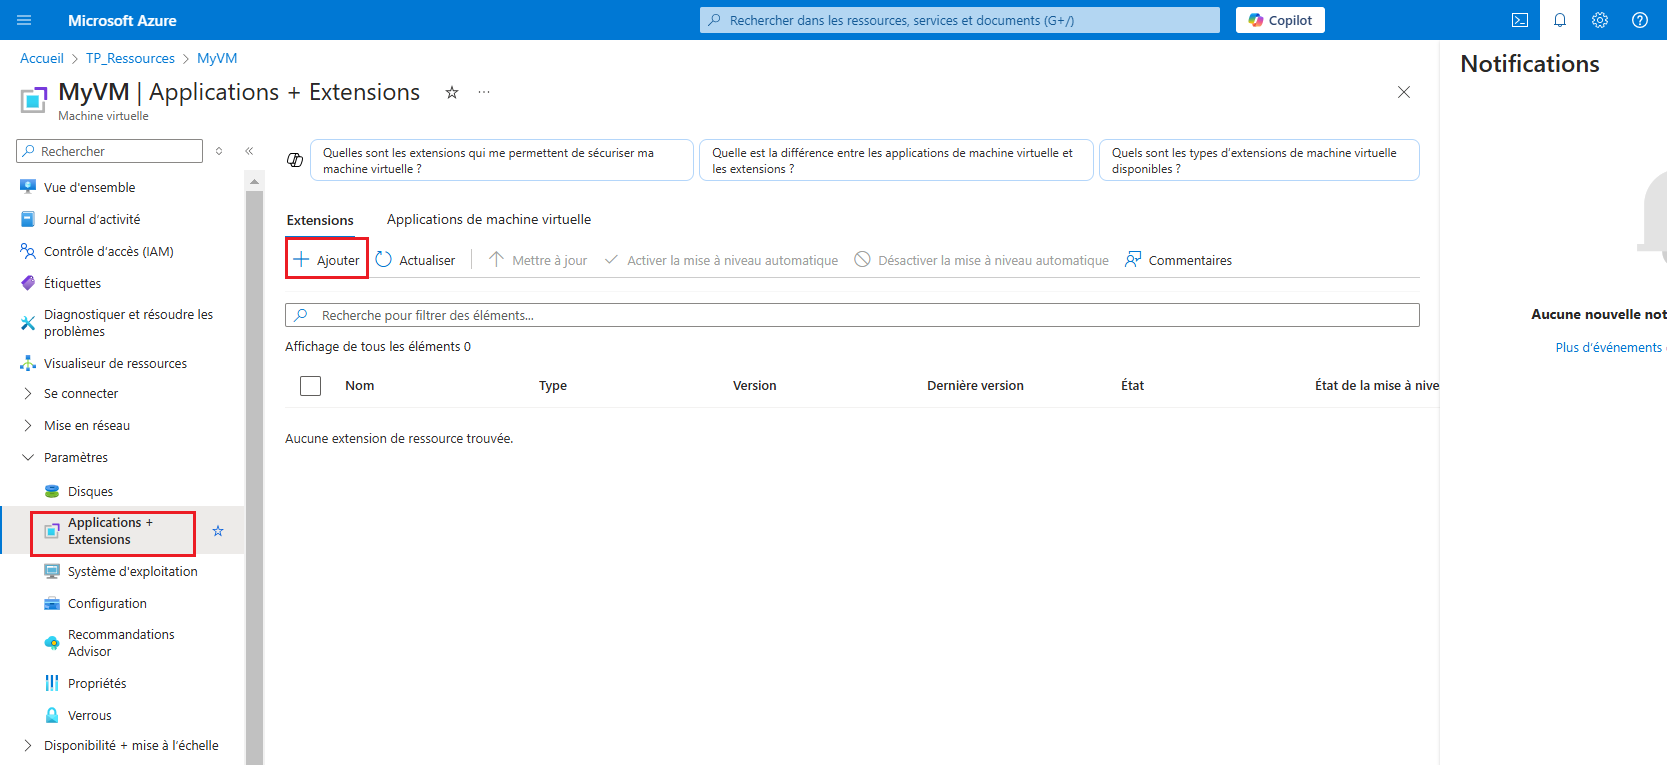 Microsoft Azure
Rechercher dans les ressources, services et documents (G+/)
Copilot
Accueil > TP_Ressources > MyVM
MyVM | Applications + Extensions
Machine virtuelle
Notifications
Rechercher
Vue d'ensemble
Journal d'activité
Contrôle d'accès (IAM)
Étiquettes
Diagnostiquer et résoudre les
problèmes
Visualiseur de ressources
Se connecter
Mise en réseau
Paramètres
Disques
Applications +
Extensions
Système d'exploitation
Configuration
Recommandations
Advisor
Propriétés
Verrous
Disponibilité + mise à l'échelle
Quelles sont les extensions qui me permettent de sécuriser ma
machine virtuelle ?
Quelle est la différence entre les applications de machine virtuelle et
les extensions ?
Quels sont les types d'extensions de machine virtuelle
disponibles ?
Extensions Applications de machine virtuelle
Ajouter Actualiser Mettre à jour Activer la mise à niveau automatique Désactiver la mise à niveau automatique Commentaires
Recherche pour filtrer des éléments...
Affichage de tous les éléments 0
Nom Type Version Dernière version État État de la mise à nive
Aucune extension de ressource trouvée.
Aucune nouvelle not
Plus d'événements